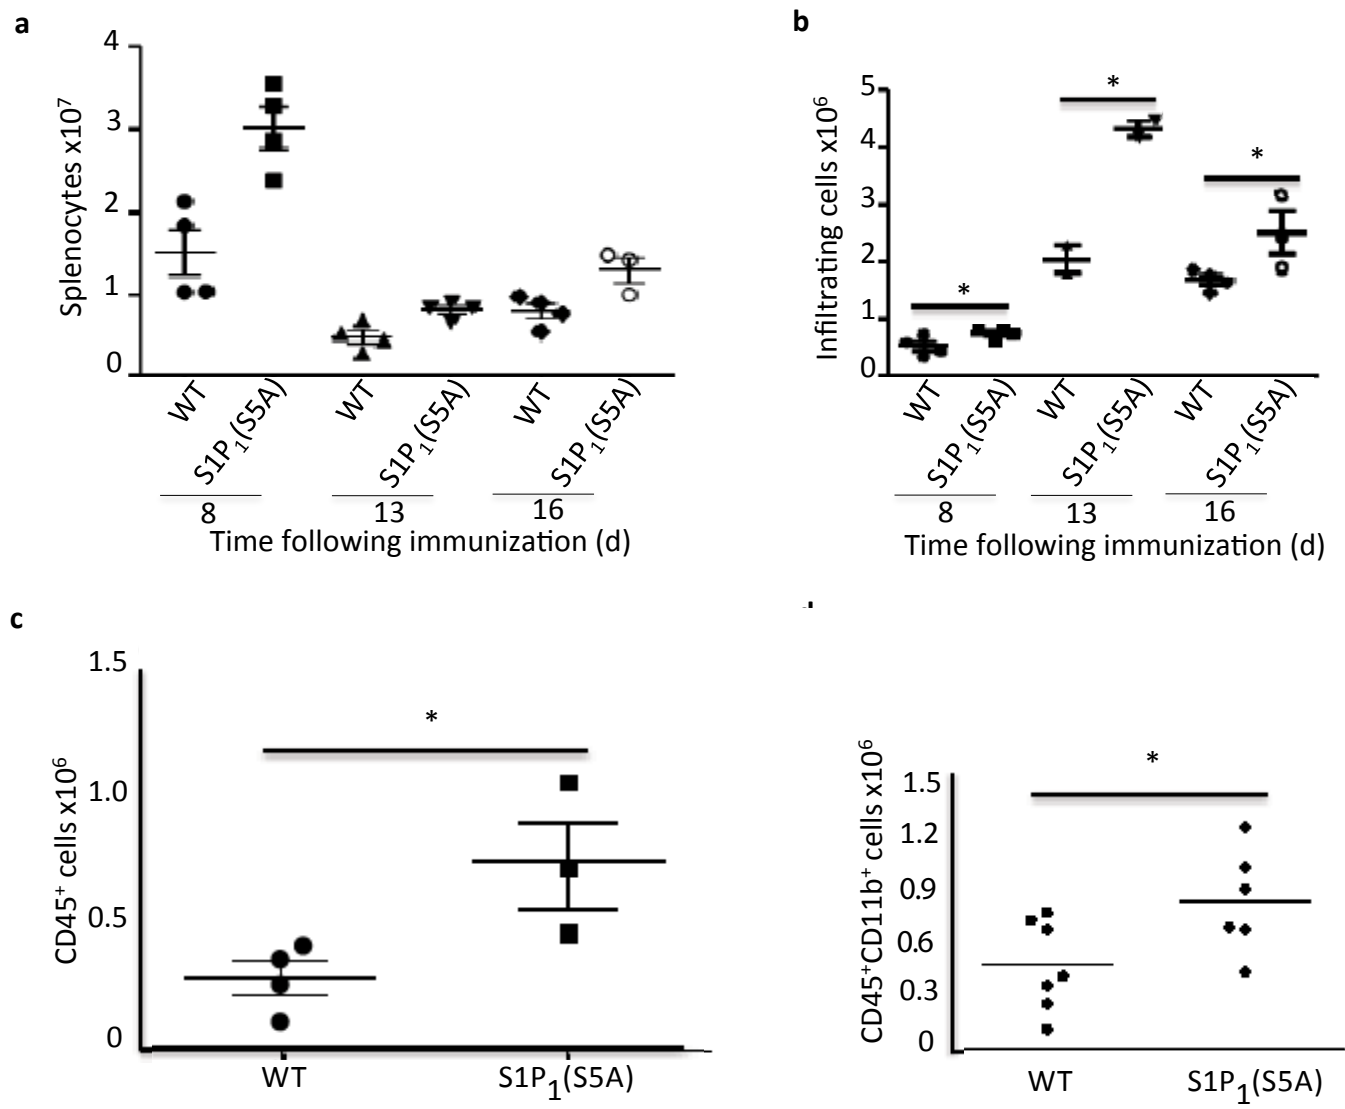 a
4
3
2
1
0
Splenocytes x10⁷
WT
S1P₁(S5A)
WT
S1P₁(S5A)
WT
S1P₁(S5A)
8
13
16
Time following immunization (d)
b
5
4
3
2
1
0
Infiltrating cells x10⁶
*
*
*
WT
S1P₁(S5A)
WT
S1P₁(S5A)
WT
S1P₁(S5A)
8
13
16
Time following immunization (d)
c
1.5
1.0
0.5
0
CD45⁺ cells x10⁶
*
WT
S1P₁(S5A)
1.5
1.2
0.9
0.6
0.3
0
CD45⁺CD11b⁺ cells x10⁶
*
WT
S1P₁(S5A)